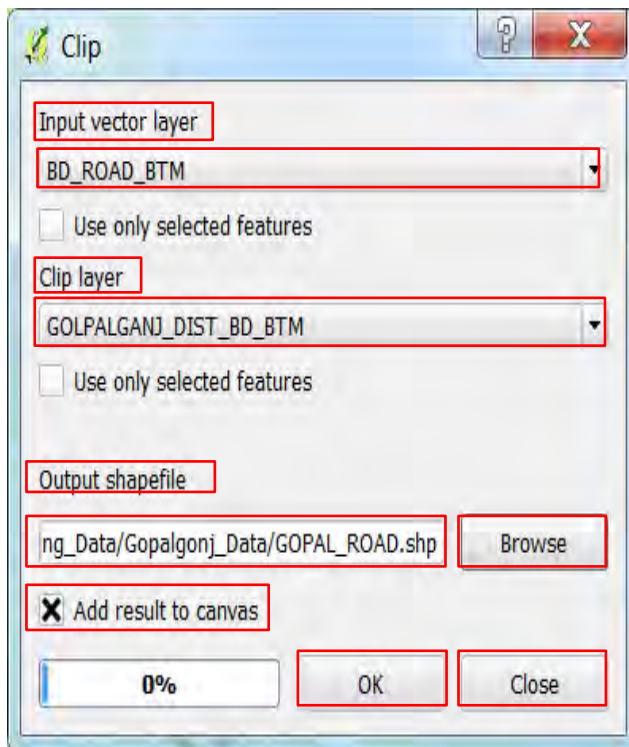 Clip
Input vector layer
BD_ROAD_BTM
Use only selected features
Clip layer
GOLPALGANJ_DIST_BD_BTM
Use only selected features
Output shapefile
ng_Data/Gopalgonj_Data/GOPAL_ROAD.shp Browse
Add result to canvas
0% OK Close